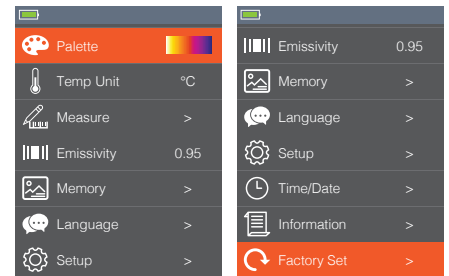 Palette
Temp Unit °C
Measure >
Emissivity 0.95
Memory >
Language >
Setup >
Emissivity 0.95
Memory >
Language >
Setup >
Time/Date >
Information >
Factory Set >